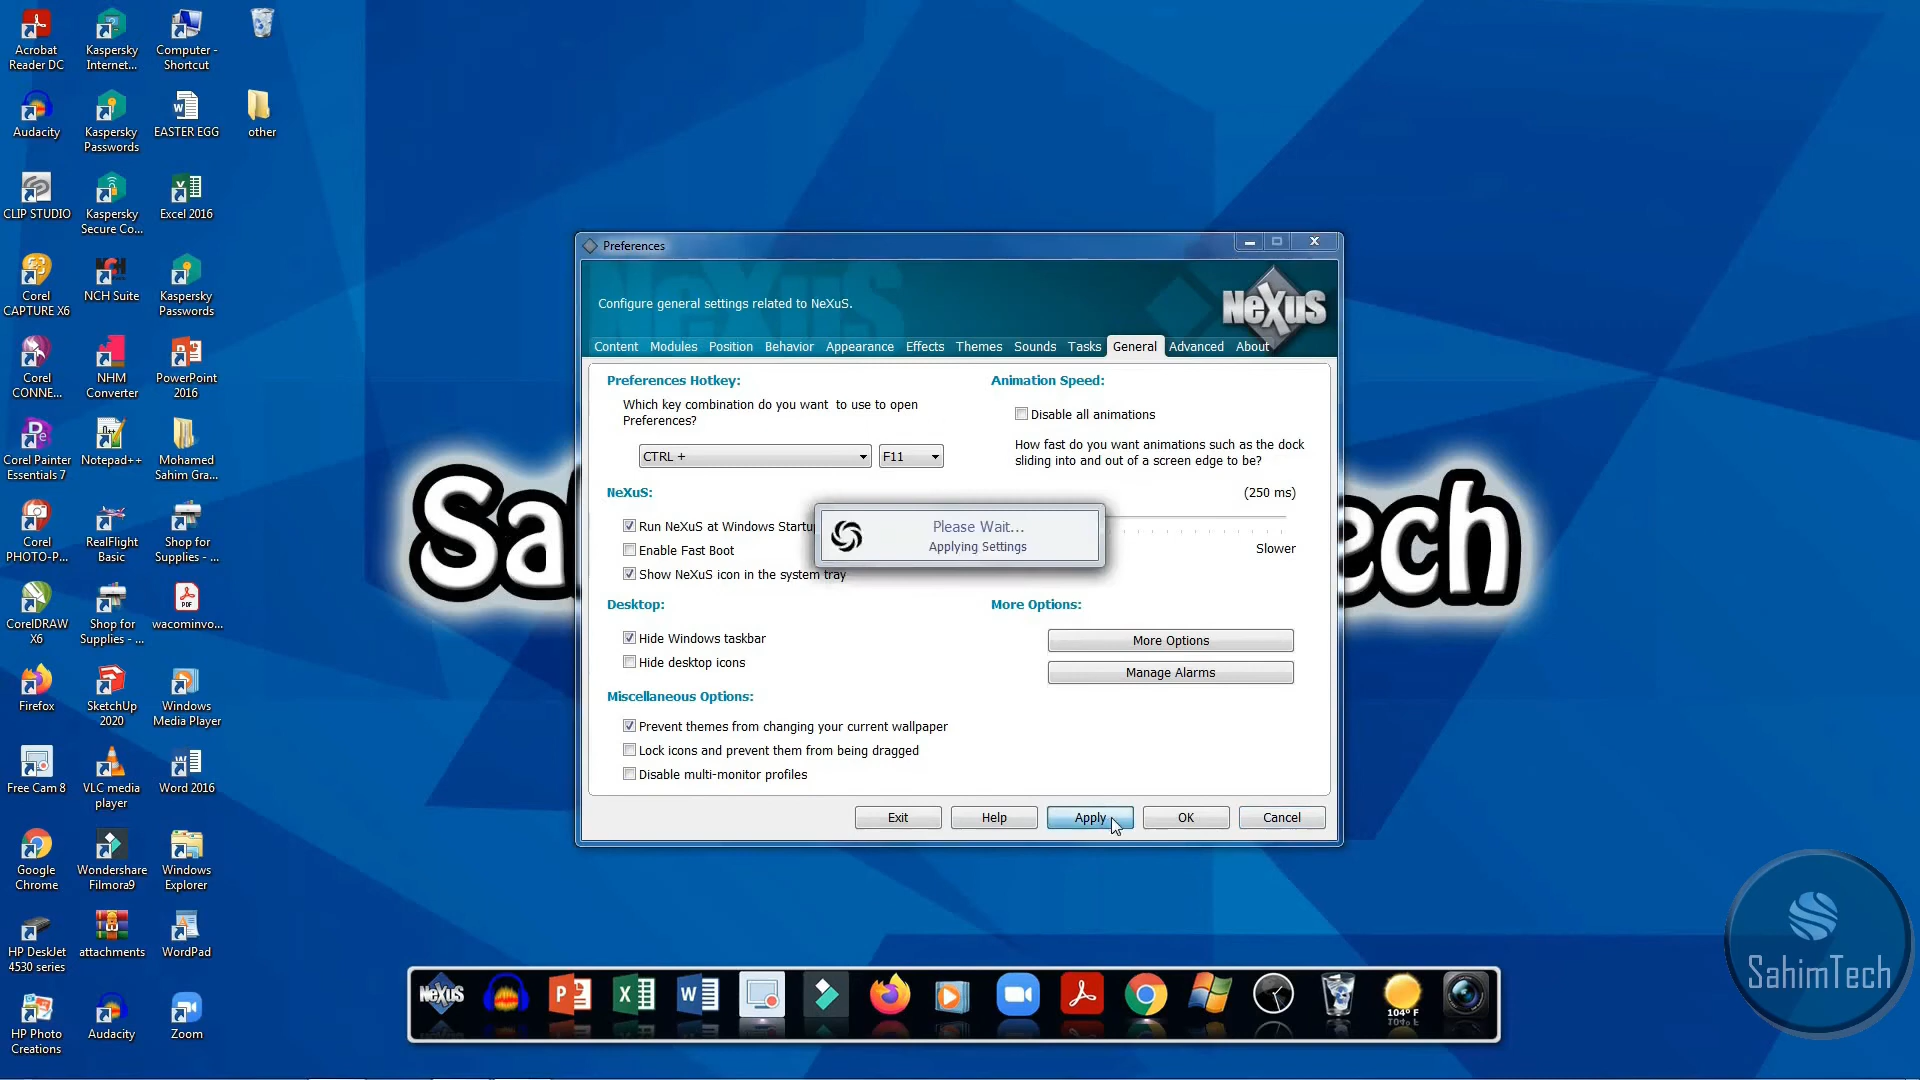 Acrobat
Reader DC
Kaspersky
Internet...
Computer -
Shortcut
Audacity
Kaspersky
Passwords
EASTER EGG
other
CLIP STUDIO
Kaspersky
Secure Co...
Excel 2016
Corel
CAPTURE X6
NCH Suite
Kaspersky
Passwords
Corel
CONNE...
NHM
Converter
PowerPoint
2016
Corel Painter
Essentials 7
Notepad++
Mohamed
Sahim Gra...
Corel
PHOTO-P...
RealFlight
Basic
Shop for
Supplies - ...
CorelDRAW
X6
Shop for
Supplies - ...
wacominvo...
Firefox
SketchUp
2020
Windows
Media Player
Free Cam 8
VLC media
player
Word 2016
Google
Chrome
Wondershare
Filmora9
Windows
Explorer
HP DeskJet
4530 series
attachments
WordPad
HP Photo
Creations
Audacity
Zoom
Preferences
Configure general settings related to NeXuS.
NeXuS
Content Modules Position Behavior Appearance Effects Themes Sounds Tasks General Advanced About
Preferences Hotkey:
Which key combination do you want to use to open
Preferences?
CTRL +
F11
Animation Speed:
Disable all animations
How fast do you want animations such as the dock
sliding into and out of a screen edge to be?
(250 ms)
Slower
NeXuS:
Run NeXuS at Windows Startup
Enable Fast Boot
Show NeXuS icon in the system tray
Please Wait...
Applying Settings
Desktop:
Hide Windows taskbar
Hide desktop icons
More Options:
More Options
Manage Alarms
Miscellaneous Options:
Prevent themes from changing your current wallpaper
Lock icons and prevent them from being dragged
Disable multi-monitor profiles
Exit
Help
Apply
OK
Cancel
Sa
ech
NeXuS
104° F
SahimTech